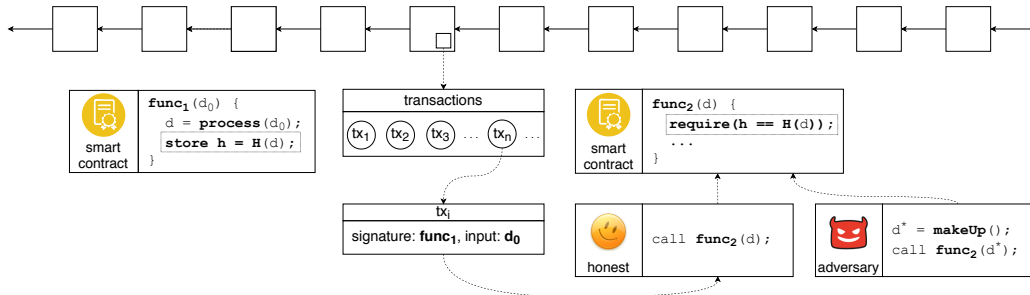 smart
contract
func₁(d₀) {
d = process(d₀);
store h = H(d);
}
transactions
tx₁ tx₂ tx₃ ... txₙ ...
txᵢ
signature: func₁, input: d₀
smart
contract
func₂(d) {
require(h == H(d));
...
}
honest
call func₂(d);
adversary
d* = makeUp();
call func₂(d*);